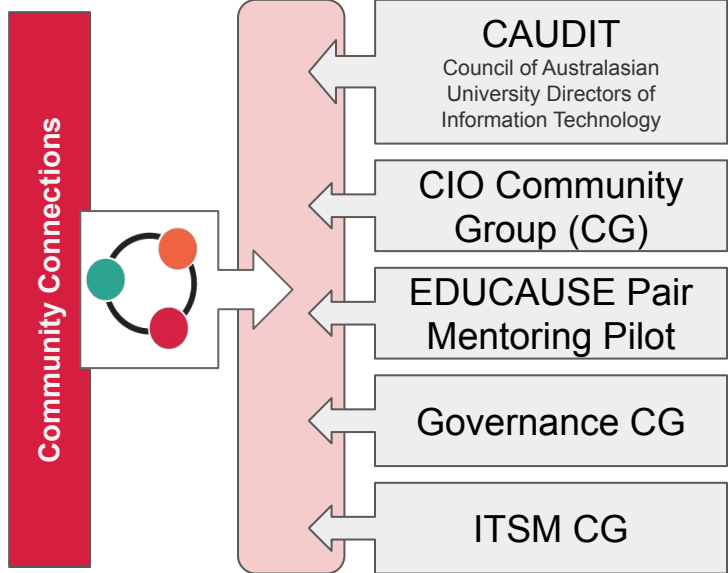 Community Connections
CAUDIT
Council of Australasian
University Directors of
Information Technology
CIO Community
Group (CG)
EDUCAUSE Pair
Mentoring Pilot
Governance CG
ITSM CG